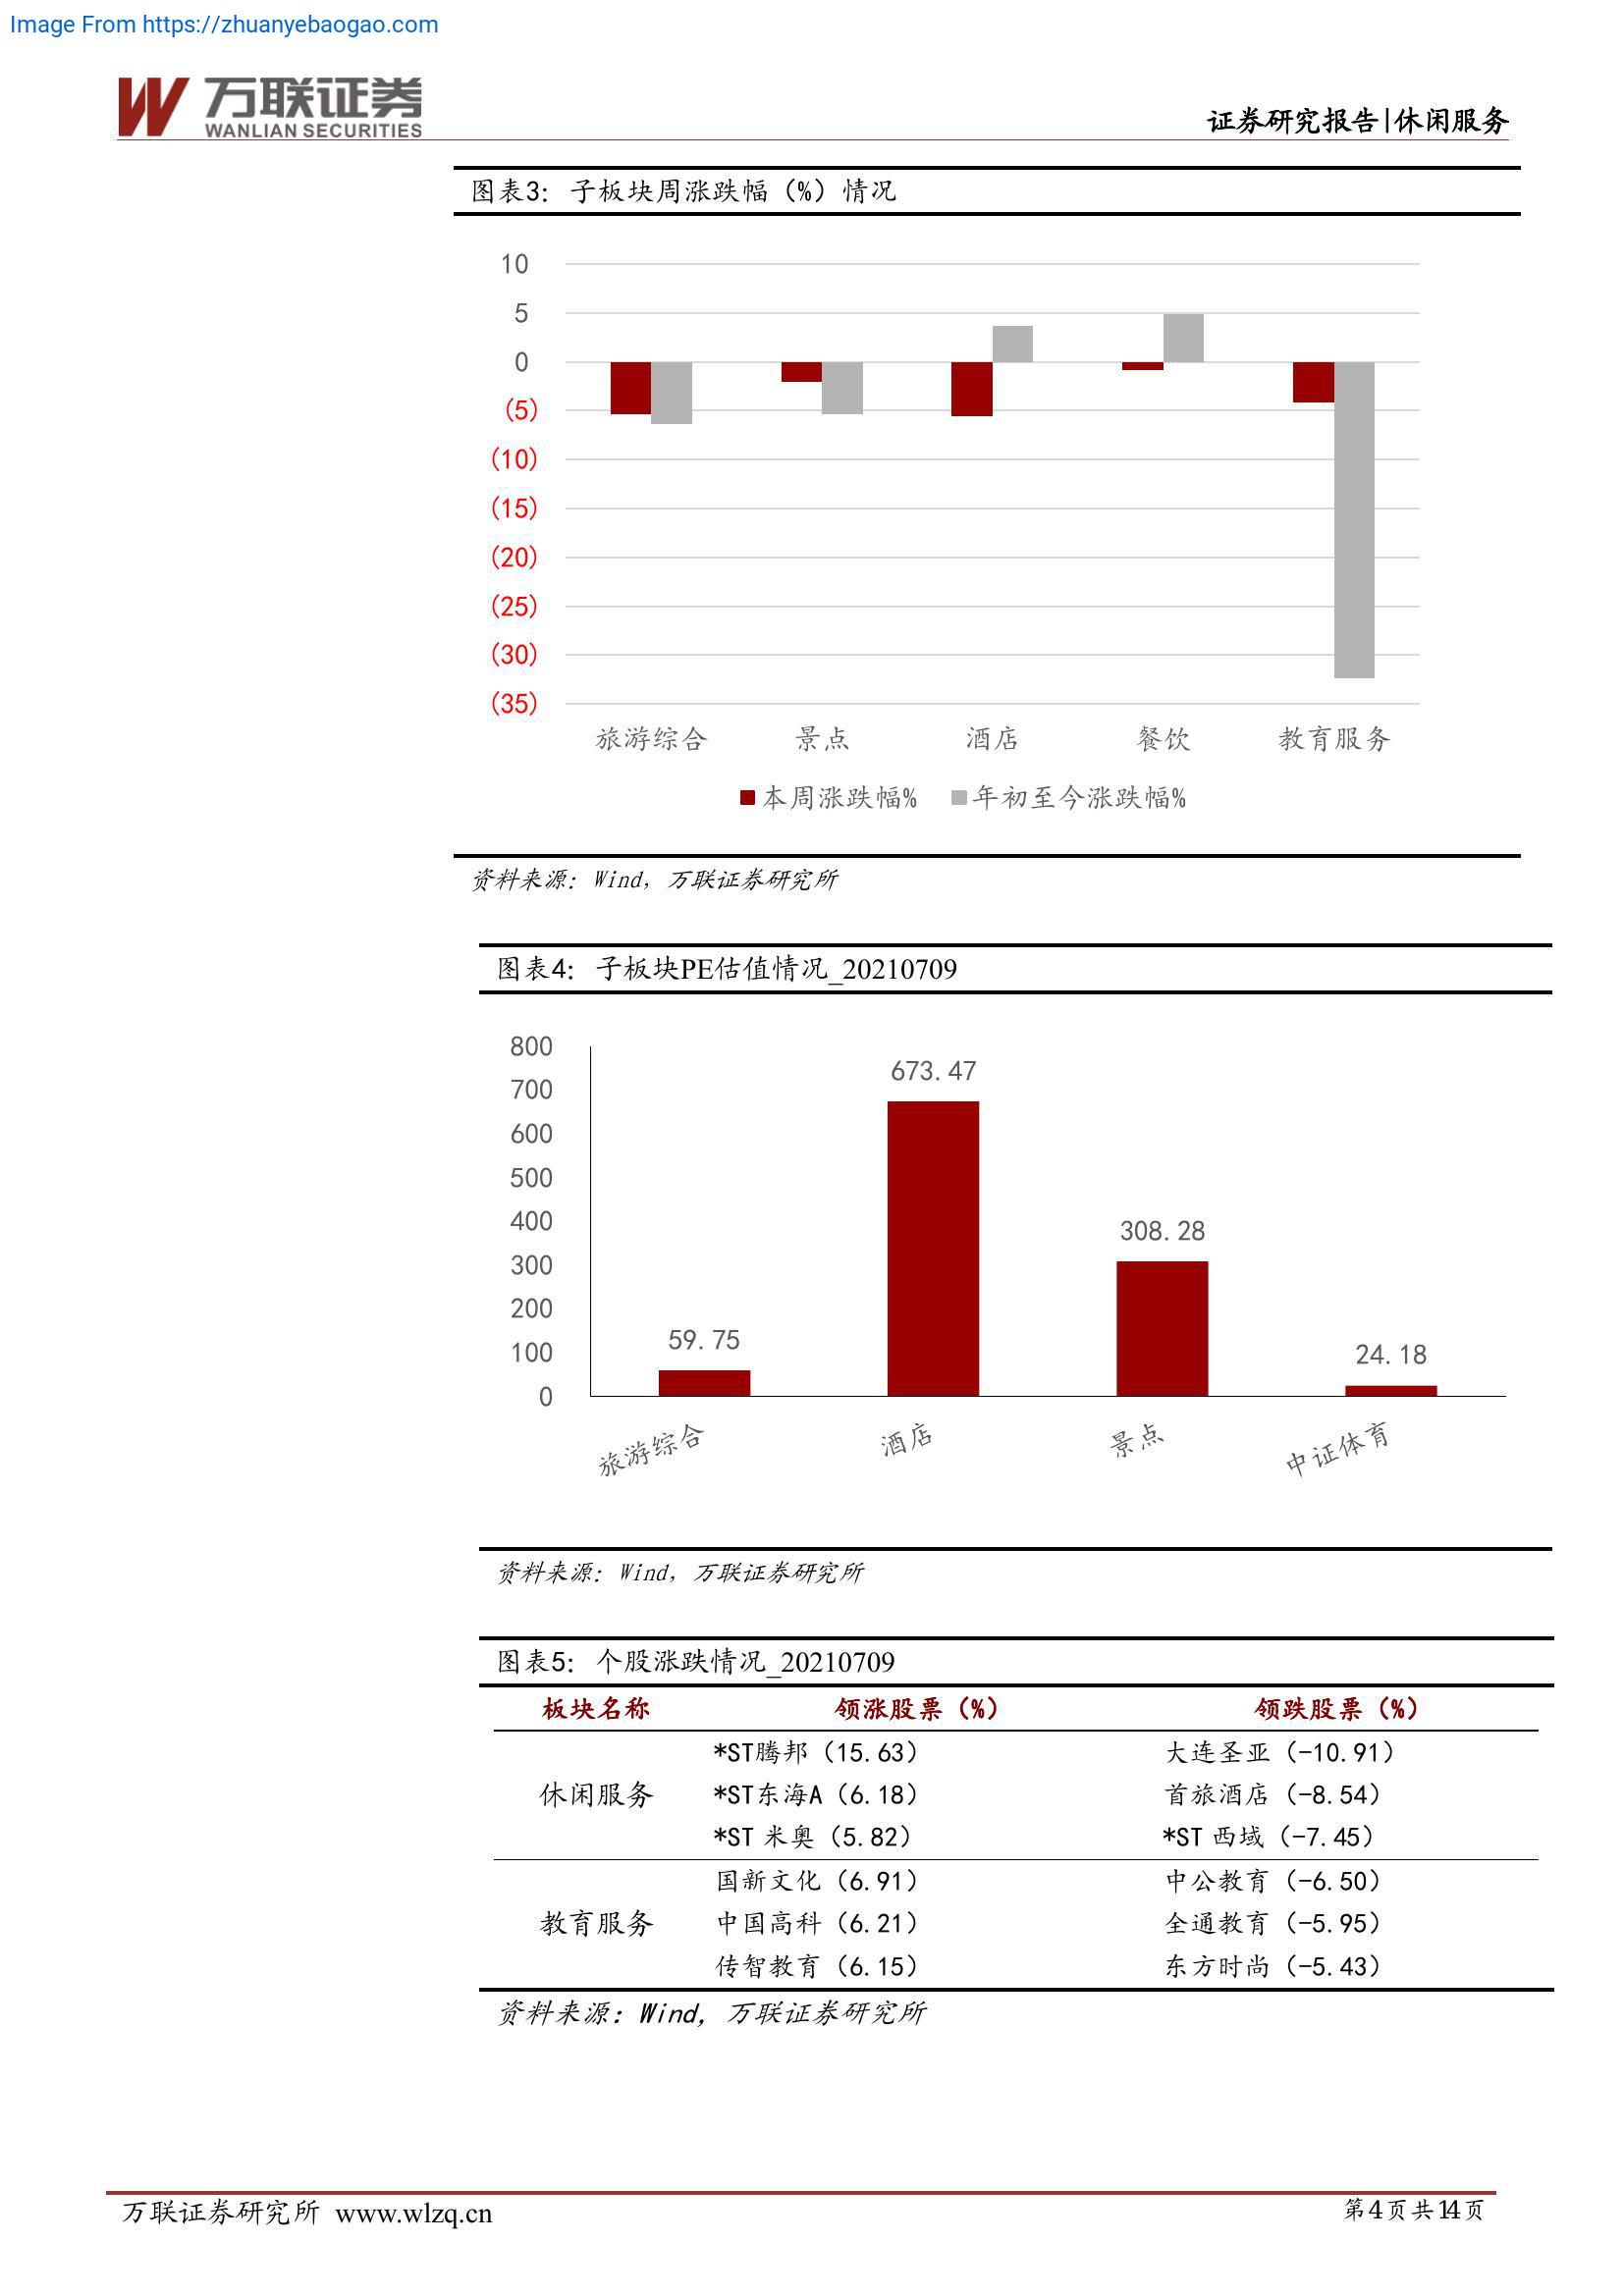 Image From https://zhuanyebaogao.com
万联证券
WANLIAN SECURITIES
证券研究报告|休闲服务
图表3：子板块周涨跌幅（%）情况
10
5
0
(5)
(10)
(15)
(20)
(25)
(30)
(35)
旅游综合 景点 酒店 餐饮 教育服务
本周涨跌幅% 年初至今涨跌幅%
资料来源：Wind，万联证券研究所
图表4：子板块PE估值情况_20210709
800
700
600
500
400
300
200
100
0
59.75 673.47 308.28 24.18
旅游综合 酒店 景点 中证体育
资料来源：Wind，万联证券研究所
图表5：个股涨跌情况_20210709
板块名称 领涨股票（%） 领跌股票（%）
*ST腾邦（15.63） 大连圣亚（-10.91）
休闲服务 *ST东海A（6.18） 首旅酒店（-8.54）
*ST 米奥（5.82） *ST 西域（-7.45）
国新文化（6.91） 中公教育（-6.50）
教育服务 中国高科（6.21） 全通教育（-5.95）
传智教育（6.15） 东方时尚（-5.43）
资料来源：Wind，万联证券研究所
万联证券研究所 www.wlzq.cn 第4页共14页